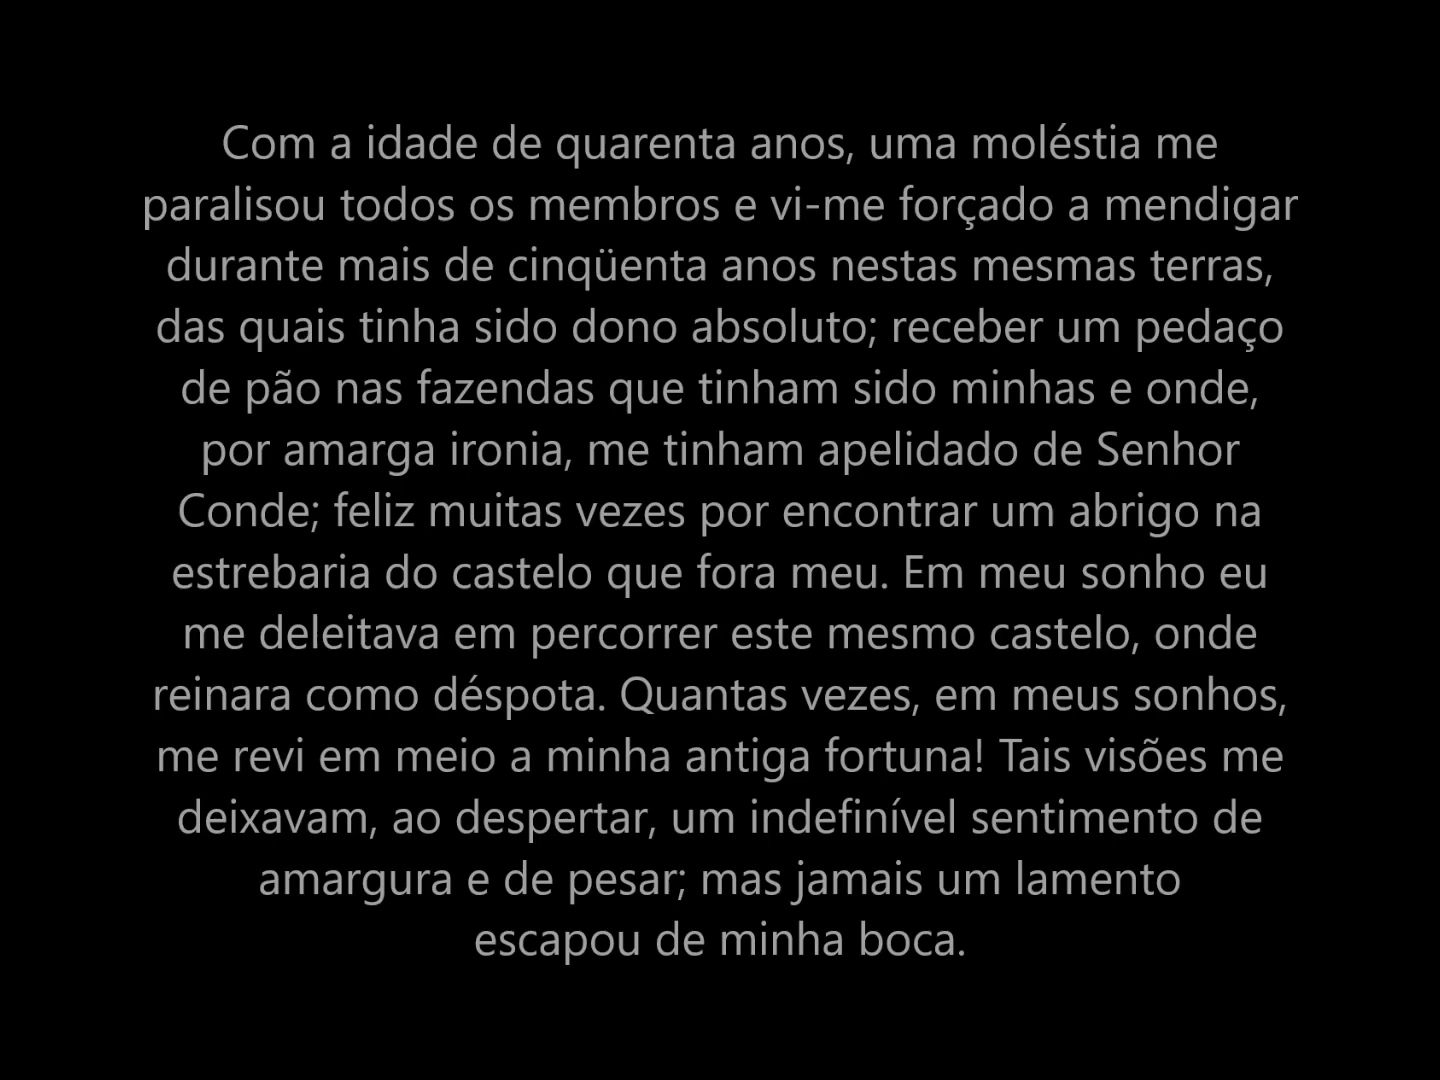 Com a idade de quarenta anos, uma moléstia me
paralisou todos os membros e vi-me forçado a mendigar
durante mais de cinqüenta anos nestas mesmas terras,
das quais tinha sido dono absoluto; receber um pedaço
de pão nas fazendas que tinham sido minhas e onde,
por amarga ironia, me tinham apelidado de Senhor
Conde; feliz muitas vezes por encontrar um abrigo na
estrebaria do castelo que fora meu. Em meu sonho eu
me deleitava em percorrer este mesmo castelo, onde
reinara como déspota. Quantas vezes, em meus sonhos,
me revi em meio a minha antiga fortuna! Tais visões me
deixavam, ao despertar, um indefinível sentimento de
amargura e de pesar; mas jamais um lamento
escapou de minha boca.